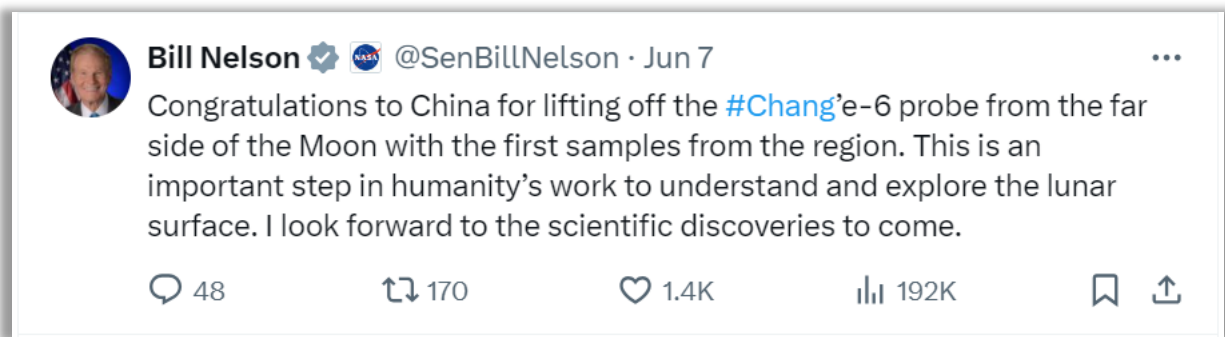 Bill Nelson NASA @SenBillNelson · Jun 7
Congratulations to China for lifting off the #Chang’e-6 probe from the far
side of the Moon with the first samples from the region. This is an
important step in humanity’s work to understand and explore the lunar
surface. I look forward to the scientific discoveries to come.
48 170 1.4K 192K